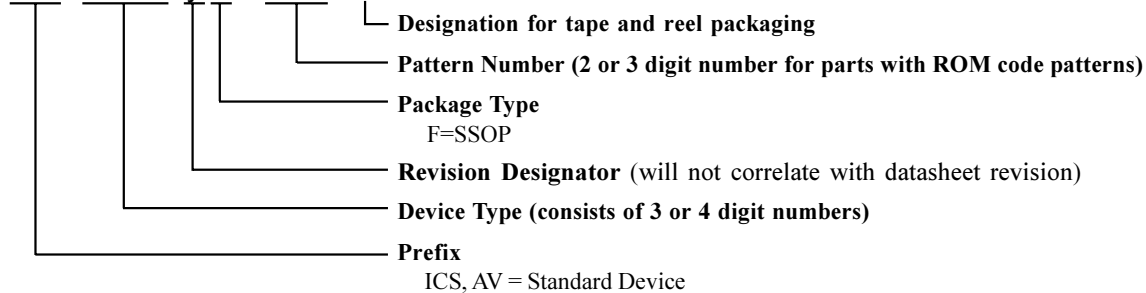 Designation for tape and reel packaging
Pattern Number (2 or 3 digit number for parts with ROM code patterns)
Package Type
F=SSOP
Revision Designator (will not correlate with datasheet revision)
Device Type (consists of 3 or 4 digit numbers)
Prefix
ICS, AV = Standard Device